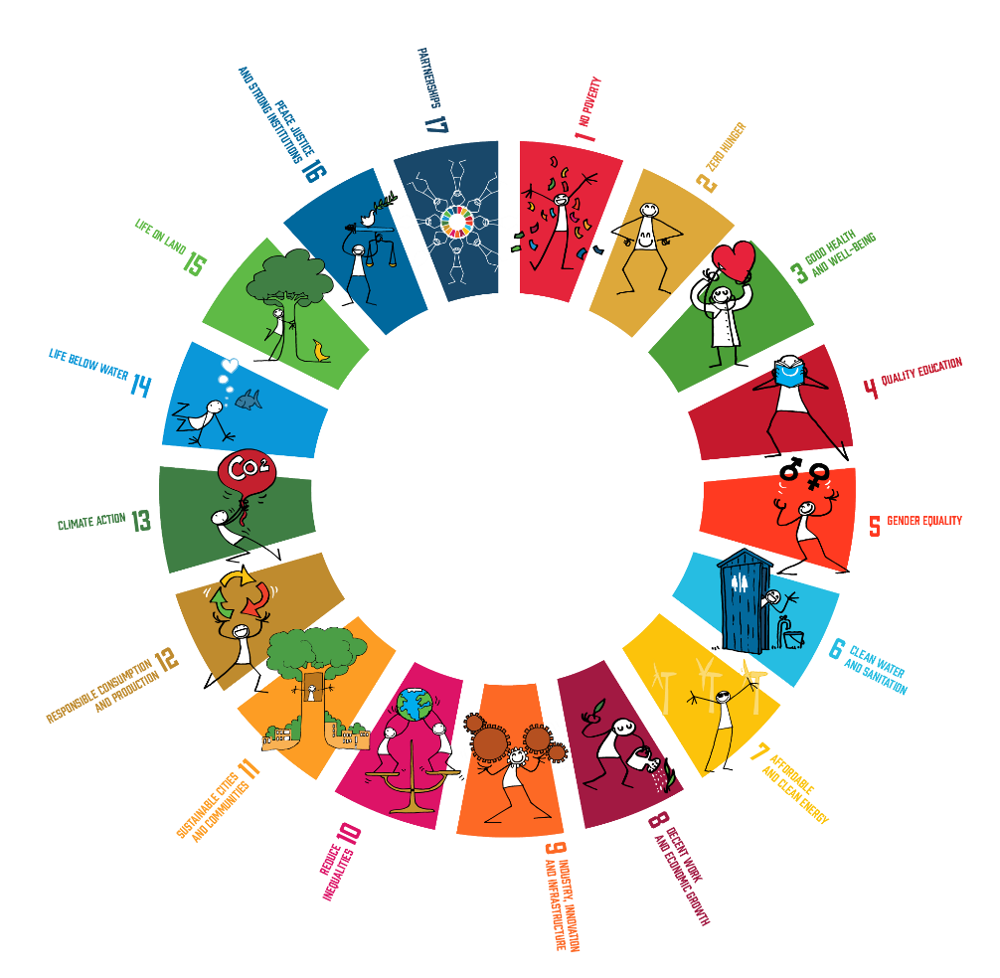 1 NO POVERTY
2 ZERO HUNGER
3 GOOD HEALTH
AND WELL-BEING
4 QUALITY EDUCATION
5 GENDER EQUALITY
6 CLEAN WATER
AND SANITATION
7 AFFORDABLE
AND CLEAN ENERGY
8 DECENT WORK
AND ECONOMIC GROWTH
9 INDUSTRY, INNOVATION
AND INFRASTRUCTURE
REDUCE 10
INEQUALITIES
SUSTAINABLE CITIES 11
AND COMMUNITIES
RESPONSIBLE CONSUMPTION 12
AND PRODUCTION
CLIMATE ACTION 13
CO2
LIFE BELOW WATER 14
LIFE ON LAND 15
PEACE JUSTICE 16
AND STRONG INSTITUTIONS
PARTNERSHIPS 17